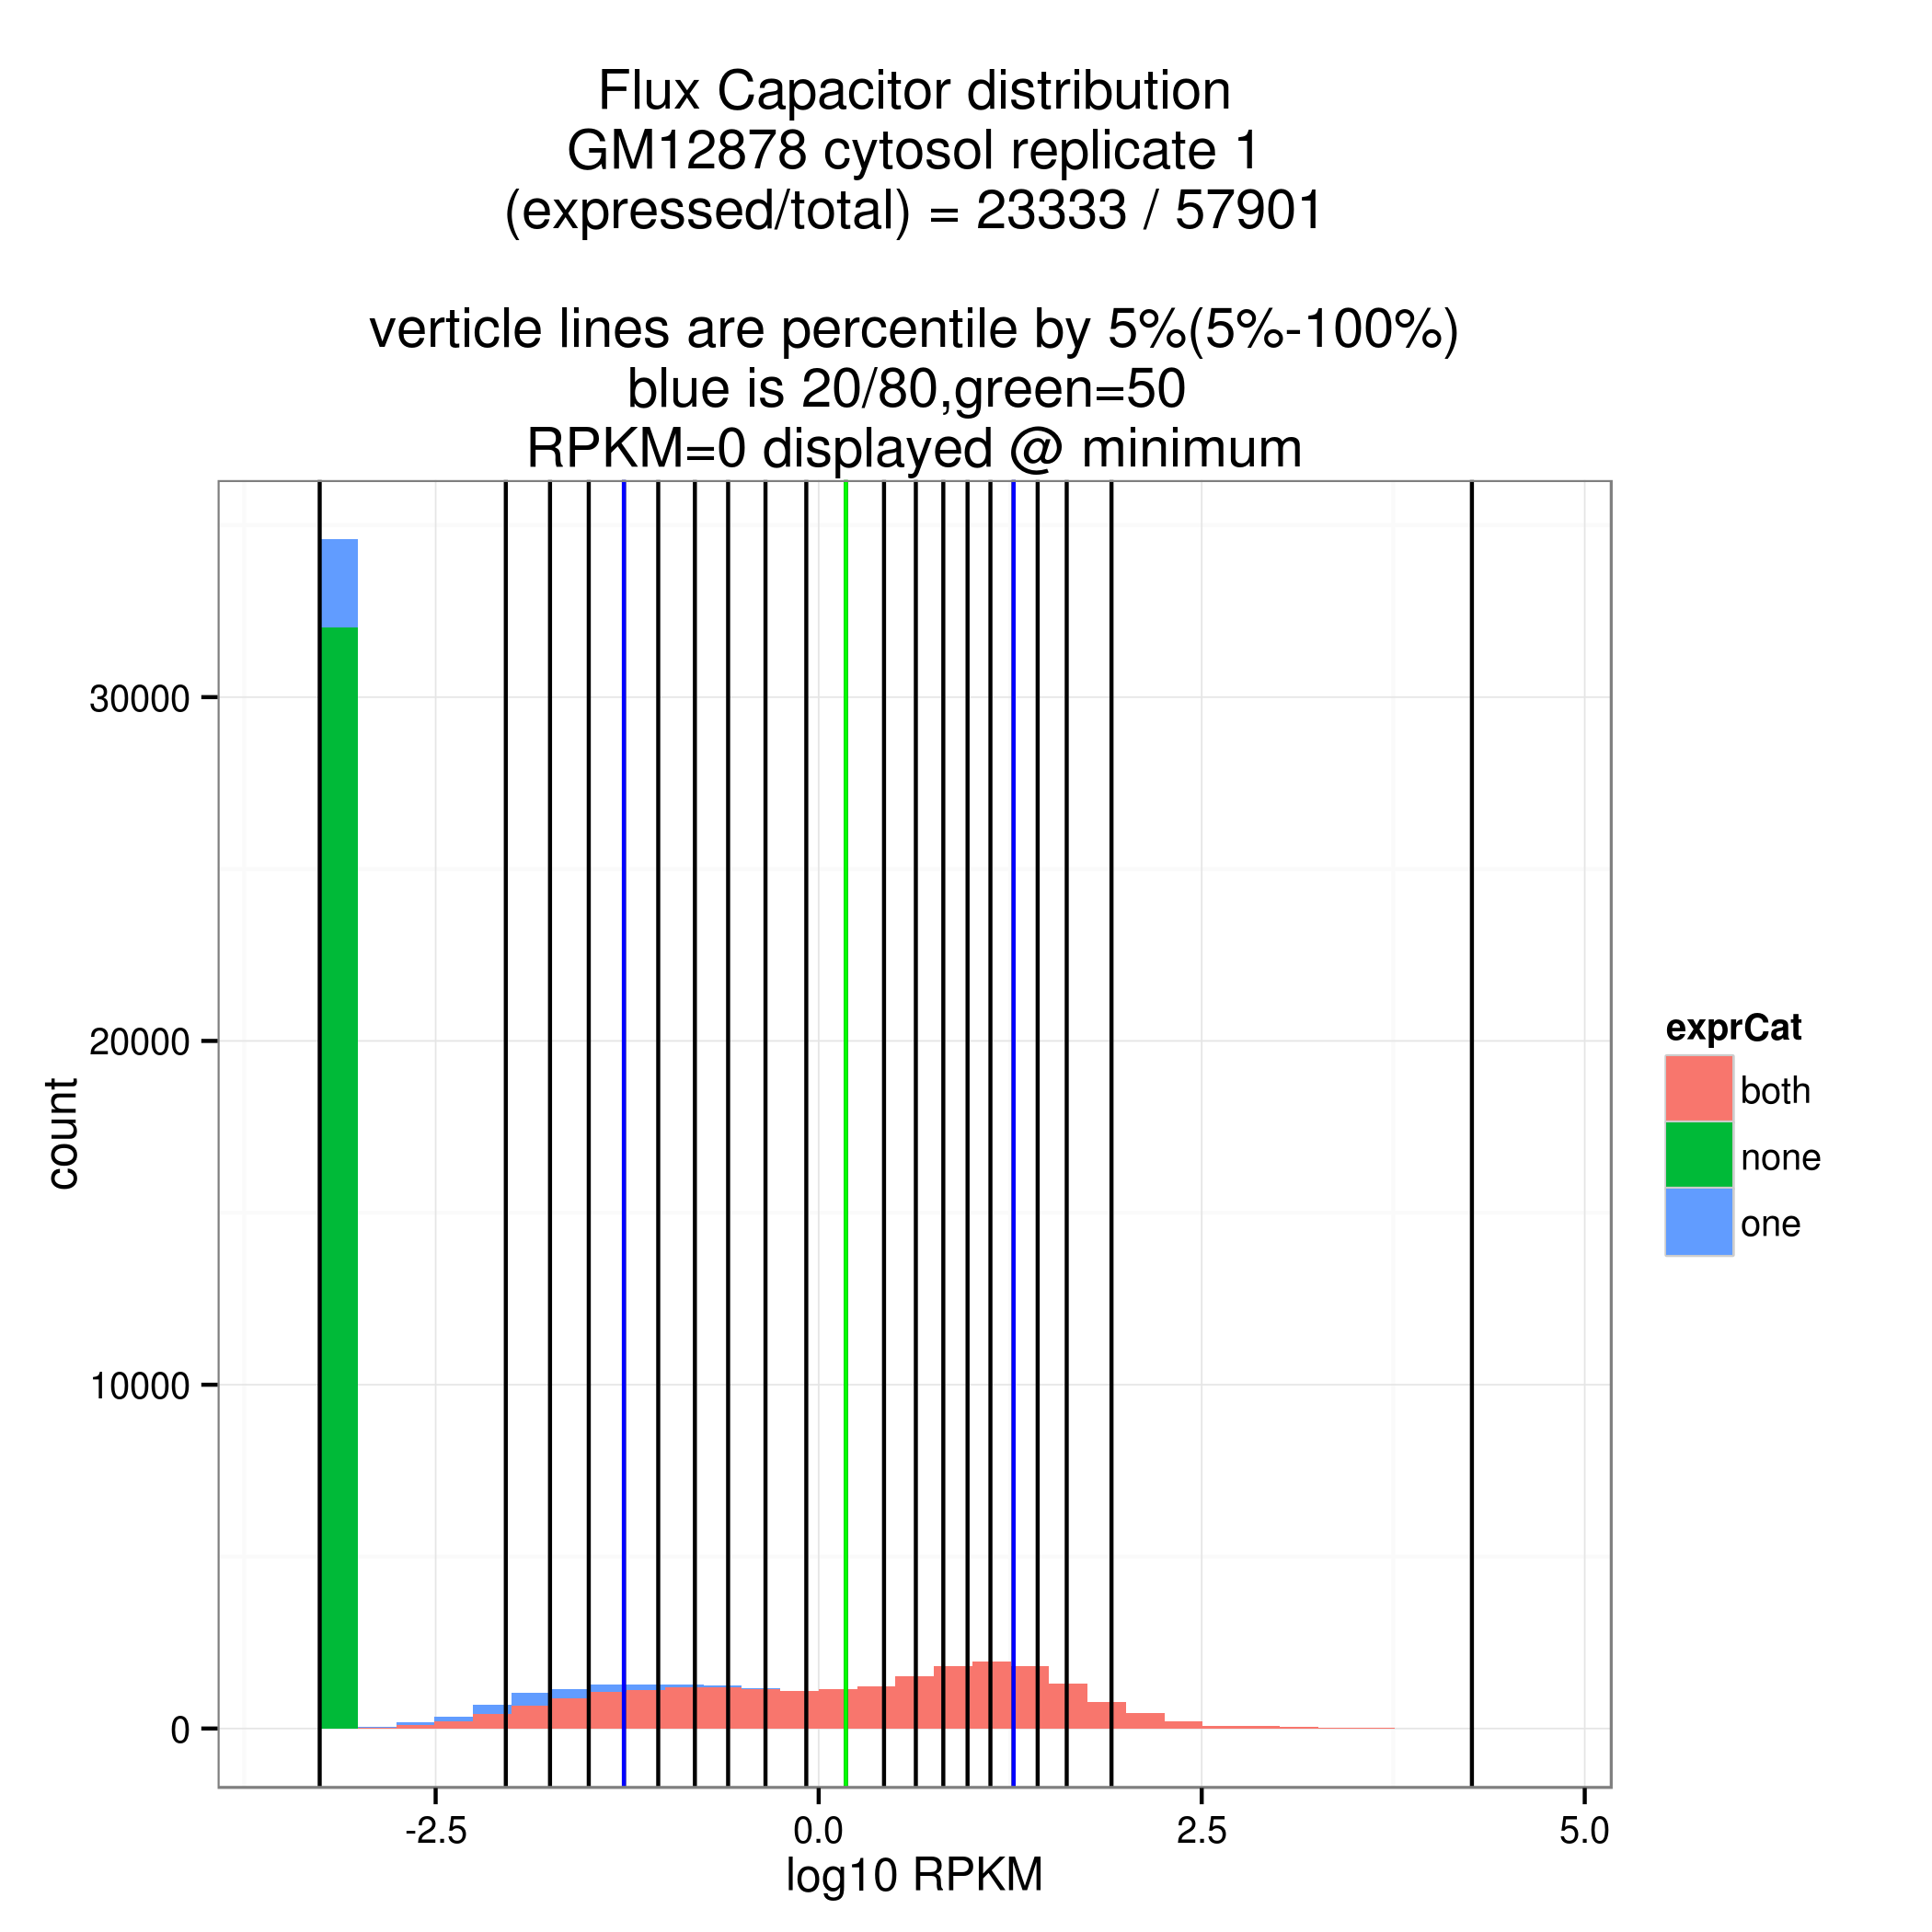 Flux Capacitor distribution
GM12878 cytosol replicate 1
(expressed/total) = 23333 / 57901
verticle lines are percentile by 5%(5%-100%)
blue is 20/80,green=50
RPKM=0 displayed @ minimum
30000
20000
10000
0
count
-2.5
0.0
2.5
5.0
log10 RPKM
exprCat
both
none
one